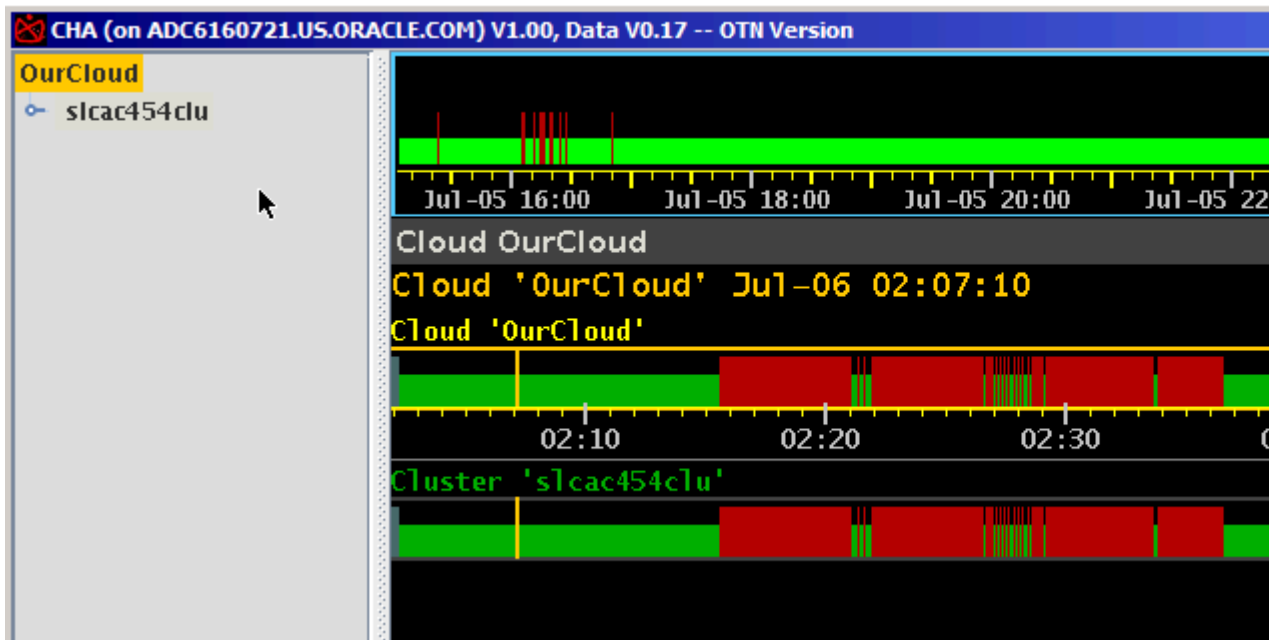 CHA (on ADC6160721.US.ORACLE.COM) V1.00, Data V0.17 -- OTN Version
OurCloud
slcac454clu
Jul-05 16:00 Jul-05 18:00 Jul-05 20:00 Jul-05 22
Cloud OurCloud
Cloud 'OurCloud' Jul-06 02:07:10
Cloud 'OurCloud'
02:10 02:20 02:30
Cluster 'slcac454clu'